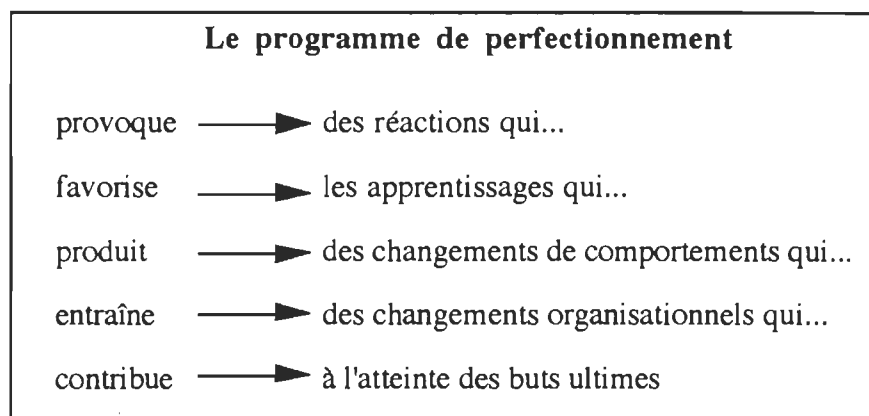 Le programme de perfectionnement
provoque des réactions qui...
favorise les apprentissages qui...
produit des changements de comportements qui...
entraîne des changements organisationnels qui...
contribue à l'atteinte des buts ultimes